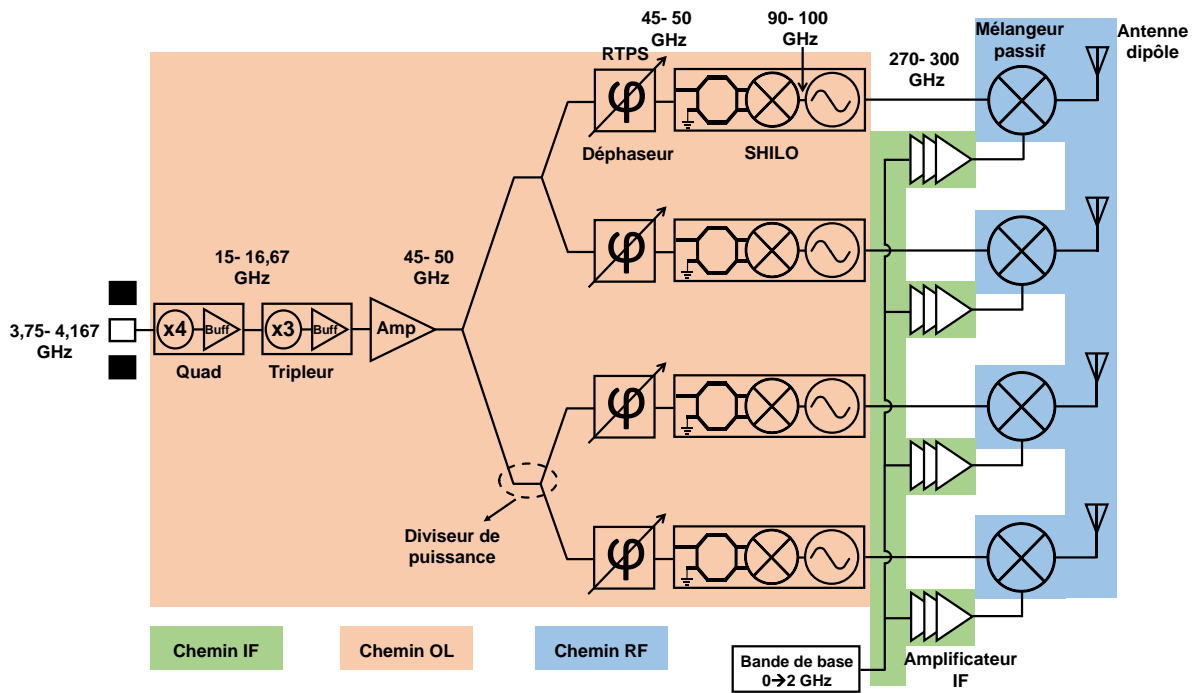 45- 50
GHz
90- 100
GHz
Mélangeur
passif
Antenne
dipôle
RTPS
270- 300
GHz
φ
Déphaseur
SHILO
φ
15- 16,67
GHz
45- 50
GHz
3,75- 4,167
GHz
x4
Buff
x3
Buff
Amp
Quad
Tripleur
φ
Diviseur de
puissance
φ
Chemin IF
Chemin OL
Chemin RF
Bande de base
0→2 GHz
Amplificateur
IF